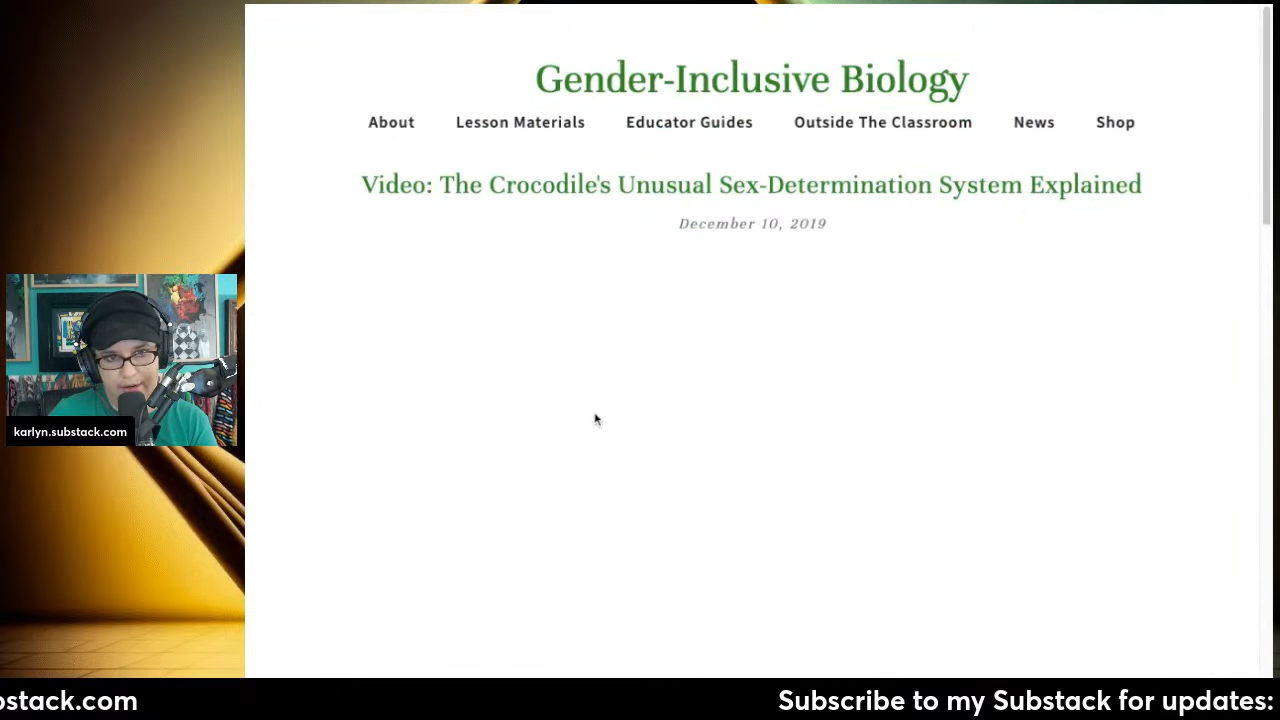 Gender-Inclusive Biology
About Lesson Materials Educator Guides Outside The Classroom News Shop
Video: The Crocodile's Unusual Sex-Determination System Explained
December 10, 2019
karlyn.substack.com
bstack.com Subscribe to my Substack for updates: